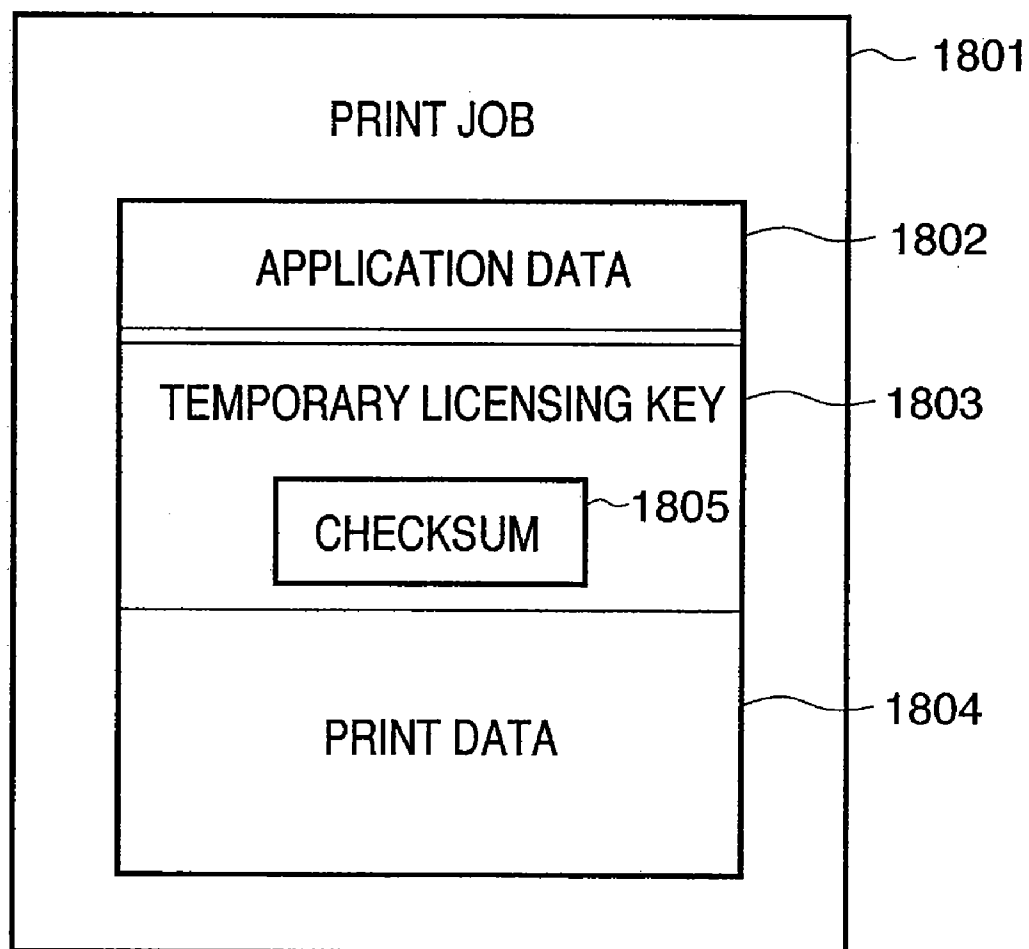 1801
PRINT JOB
1802
APPLICATION DATA
TEMPORARY LICENSING KEY
1803
1805
CHECKSUM
1804
PRINT DATA